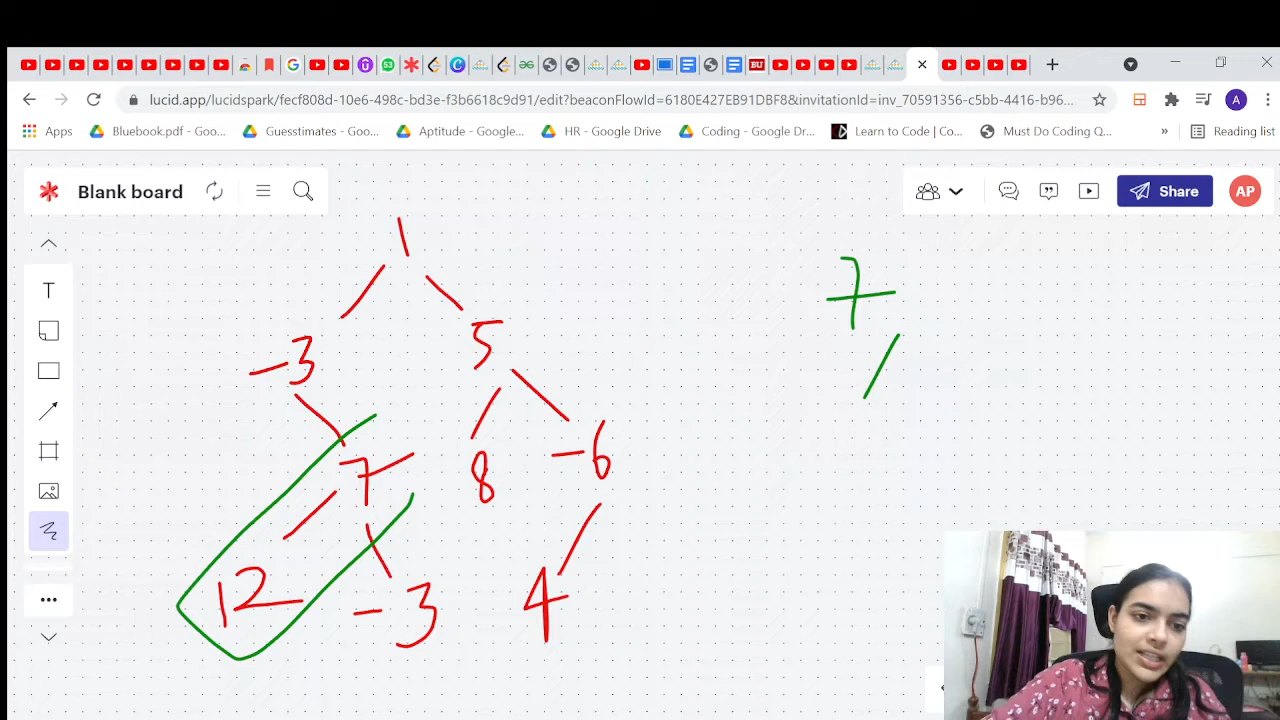 53
BU
A
lucid.app/lucidspark/fecf808d-10e6-498c-bd3e-f3b6618c9d91/edit?beaconFlowId=6180E427EB91DBF8&invitationId=inv_70591356-c5bb-4416-b96...
Apps
Bluebook.pdf - Goo...
Guesstimates - Goo...
Aptitude - Google...
HR - Google Drive
Coding - Google Dr...
Learn to Code | Co...
Must Do Coding Q...
»
Reading list
Blank board
Share
AP
T
1
7
-3
5
7
8
-6
12
-3
4